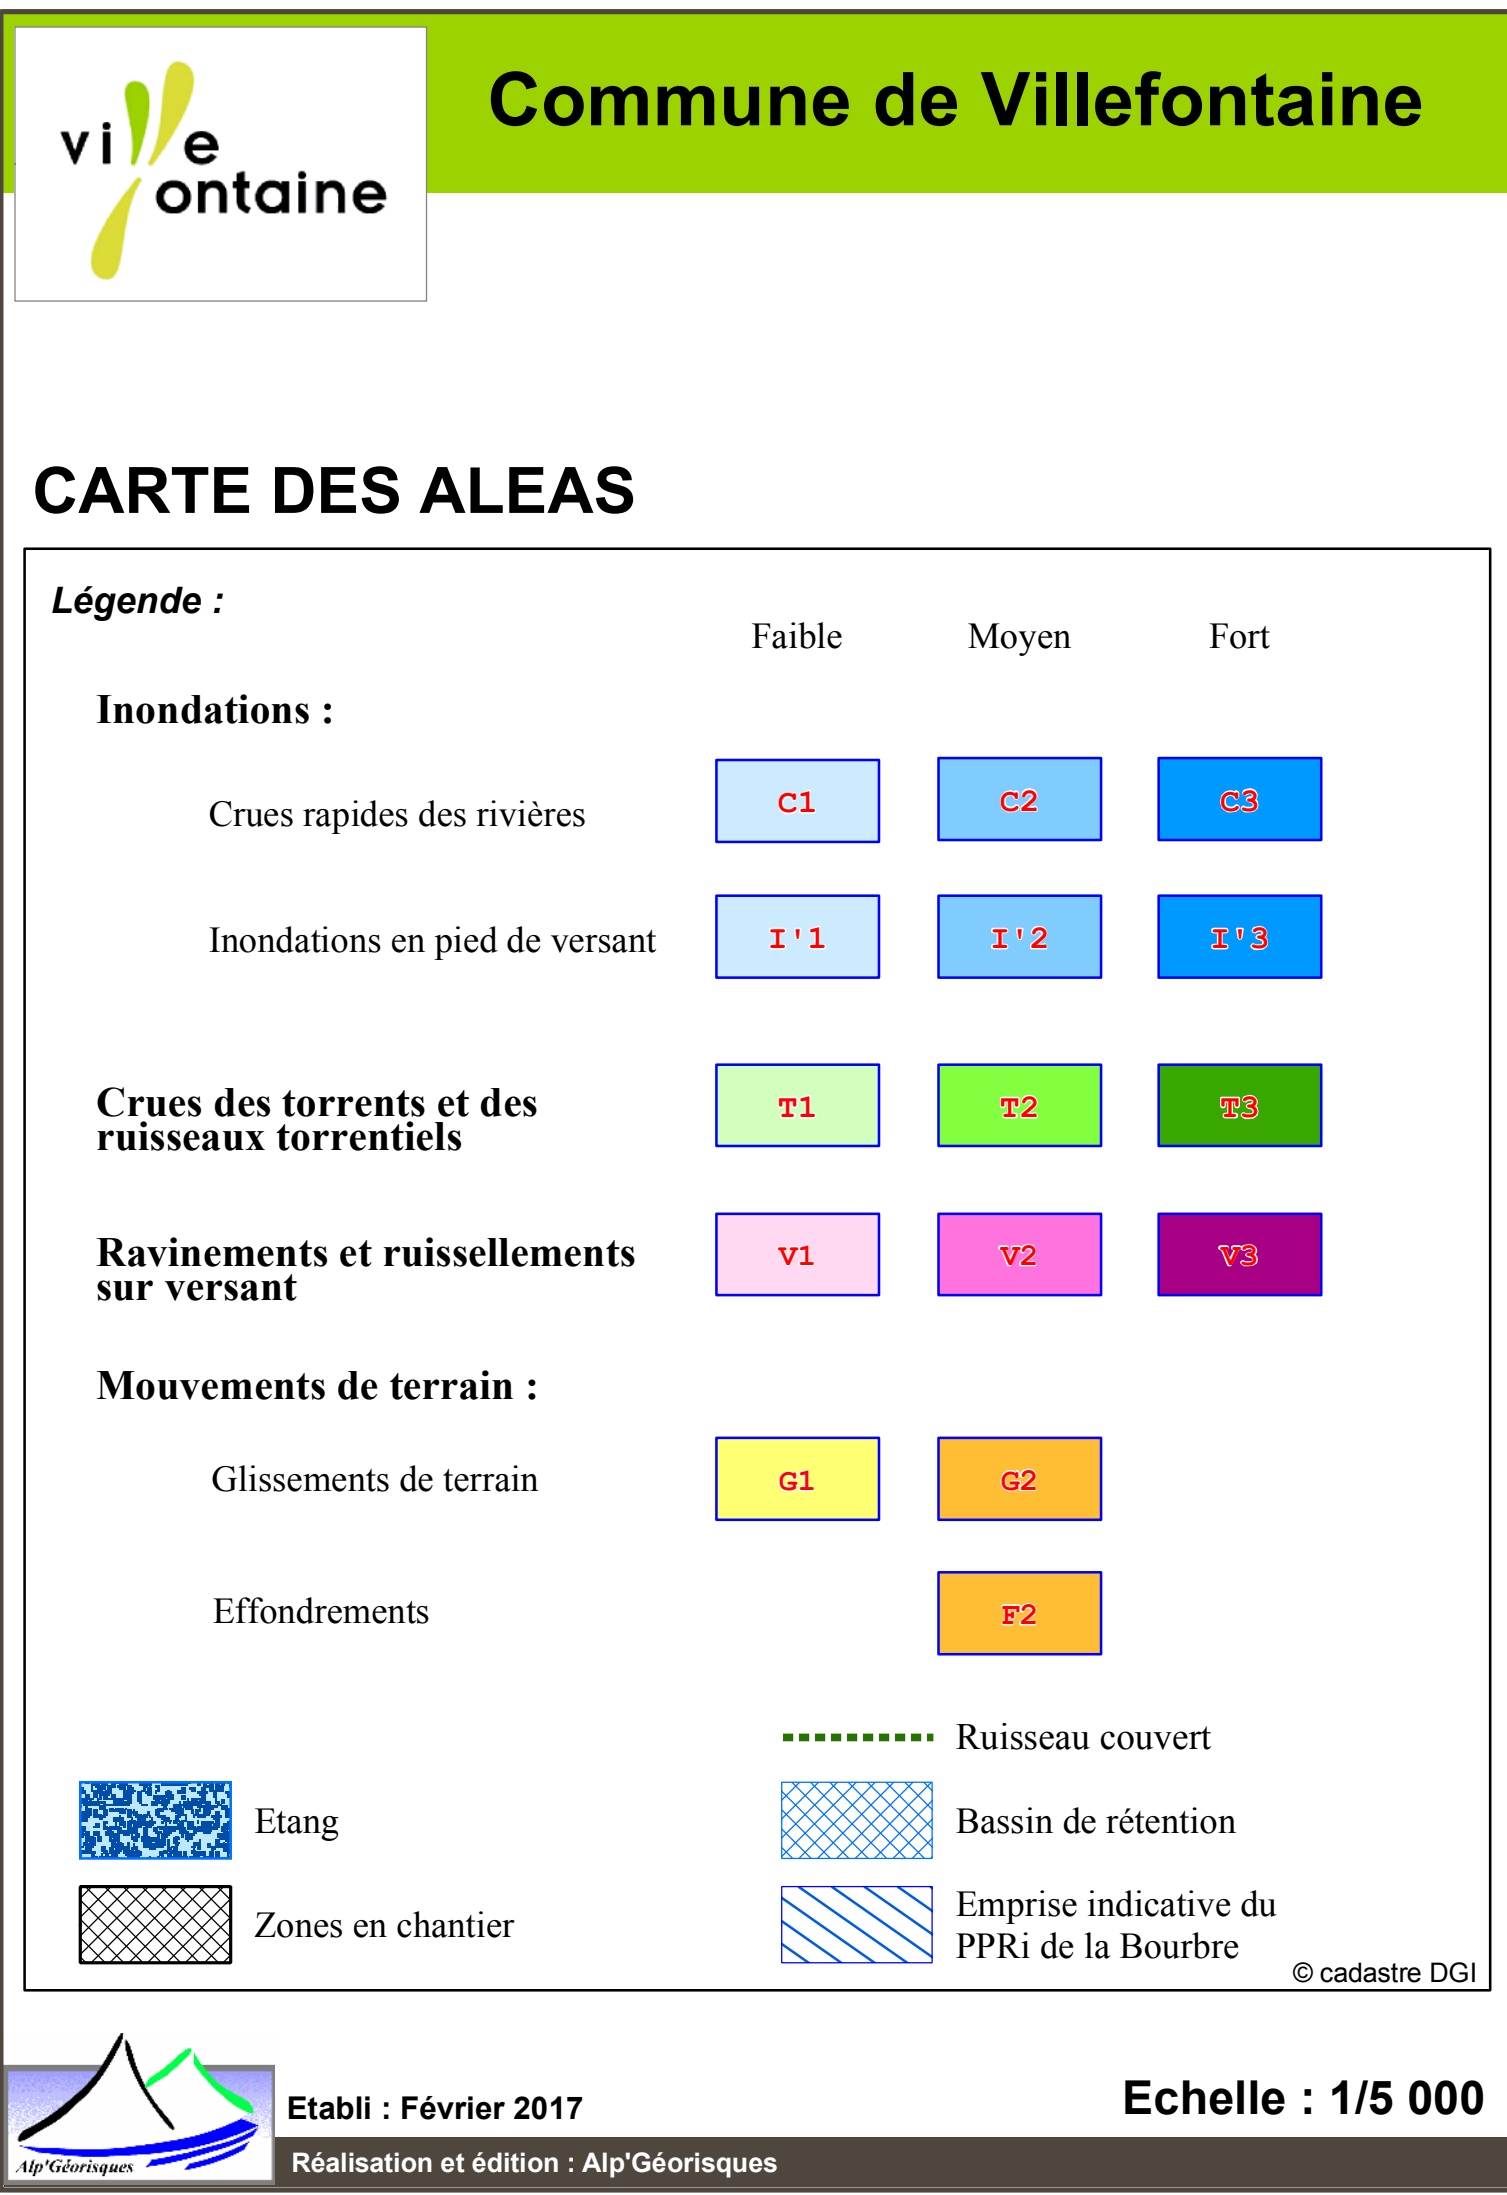 ville
fontaine
Commune de Villefontaine
CARTE DES ALEAS
Légende :
Faible Moyen Fort
Inondations :
Crues rapides des rivières C1 C2 C3
Inondations en pied de versant I'1 I'2 I'3
Crues des torrents et des
ruisseaux torrentiels
T1 T2 T3
Ravinements et ruissellements
sur versant
V1 V2 V3
Mouvements de terrain :
Glissements de terrain G1 G2
Effondrements F2
Ruisseau couvert
Etang
Bassin de rétention
Zones en chantier
Emprise indicative du
PPRi de la Bourbre
© cadastre DGI
Alp'Géorisques
Etabli : Février 2017
Echelle : 1/5 000
Réalisation et édition : Alp'Géorisques